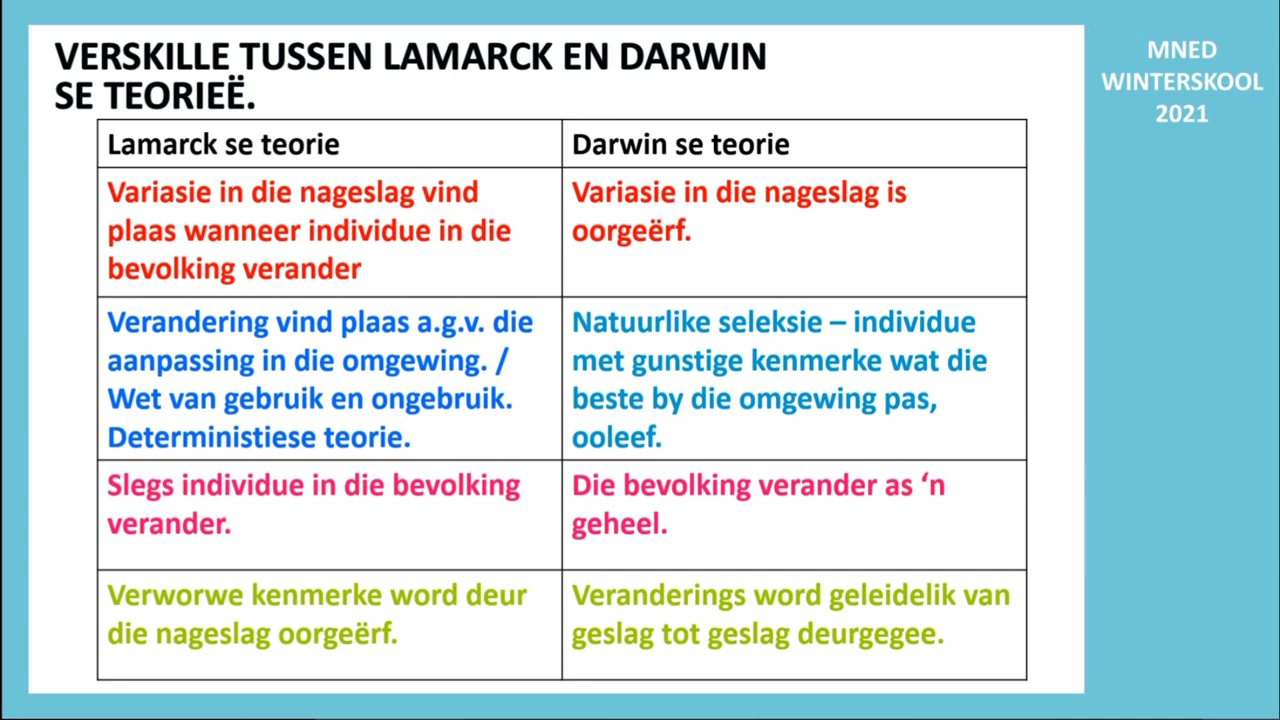 VERSKILLE TUSSEN LAMARCK EN DARWIN
SE TEORIEË.
MNED
WINTERSKOOL
2021
Lamarck se teorie
Darwin se teorie
Variasie in die nageslag vind
plaas wanneer individue in die
bevolking verander
Variasie in die nageslag is
oorgeërf.
Verandering vind plaas a.g.v. die
aanpassing in die omgewing. /
Wet van gebruik en ongebruik.
Deterministiese teorie.
Natuurlike seleksie – individue
met gunstige kenmerke wat die
beste by die omgewing pas,
ooleef.
Slegs individue in die bevolking
verander.
Die bevolking verander as ‘n
geheel.
Verworwe kenmerke word deur
die nageslag oorgeërf.
Veranderings word geleidelik van
geslag tot geslag deurgegee.